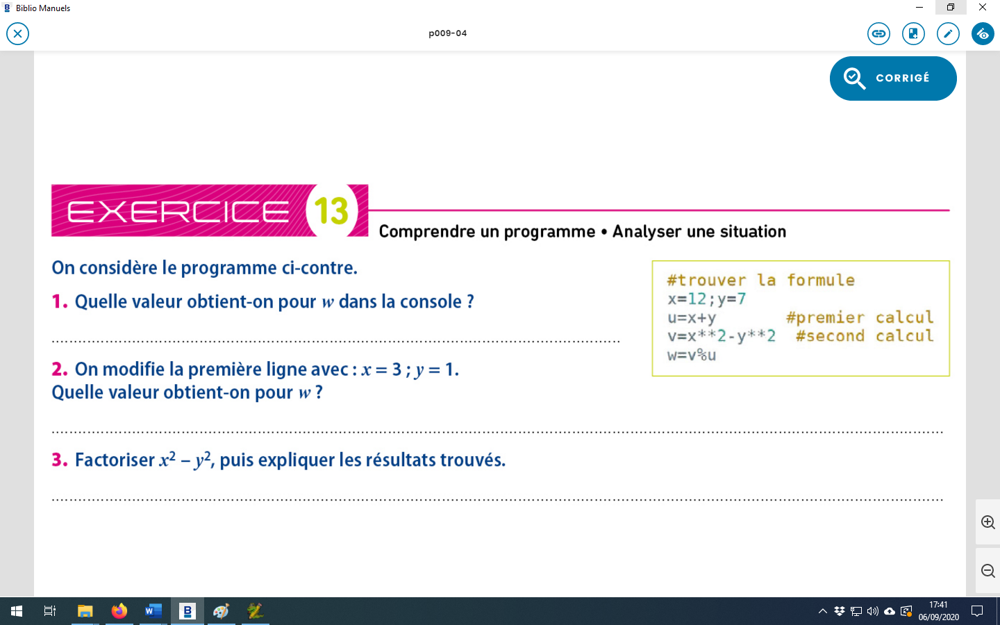 Biblio Manuels
p009-04
CORRIGÉ
EXERCICE 13
Comprendre un programme • Analyser une situation
On considère le programme ci-contre.
1. Quelle valeur obtient-on pour w dans la console ?
2. On modifie la première ligne avec : x = 3 ; y = 1.
Quelle valeur obtient-on pour w ?
3. Factoriser x² – y², puis expliquer les résultats trouvés.
#trouver la formule
x=12;y=7
u=x+y #premier calcul
v=x**2-y**2 #second calcul
w=v%u
17:41
06/09/2020